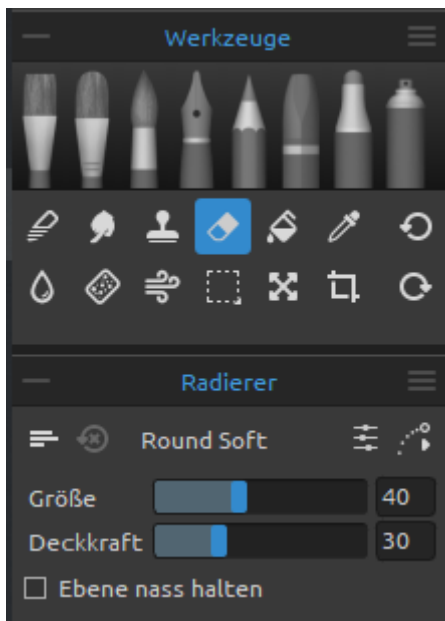 Werkzeuge
Radierer
Round Soft
Größe 40
Deckkraft 30
Ebene nass halten